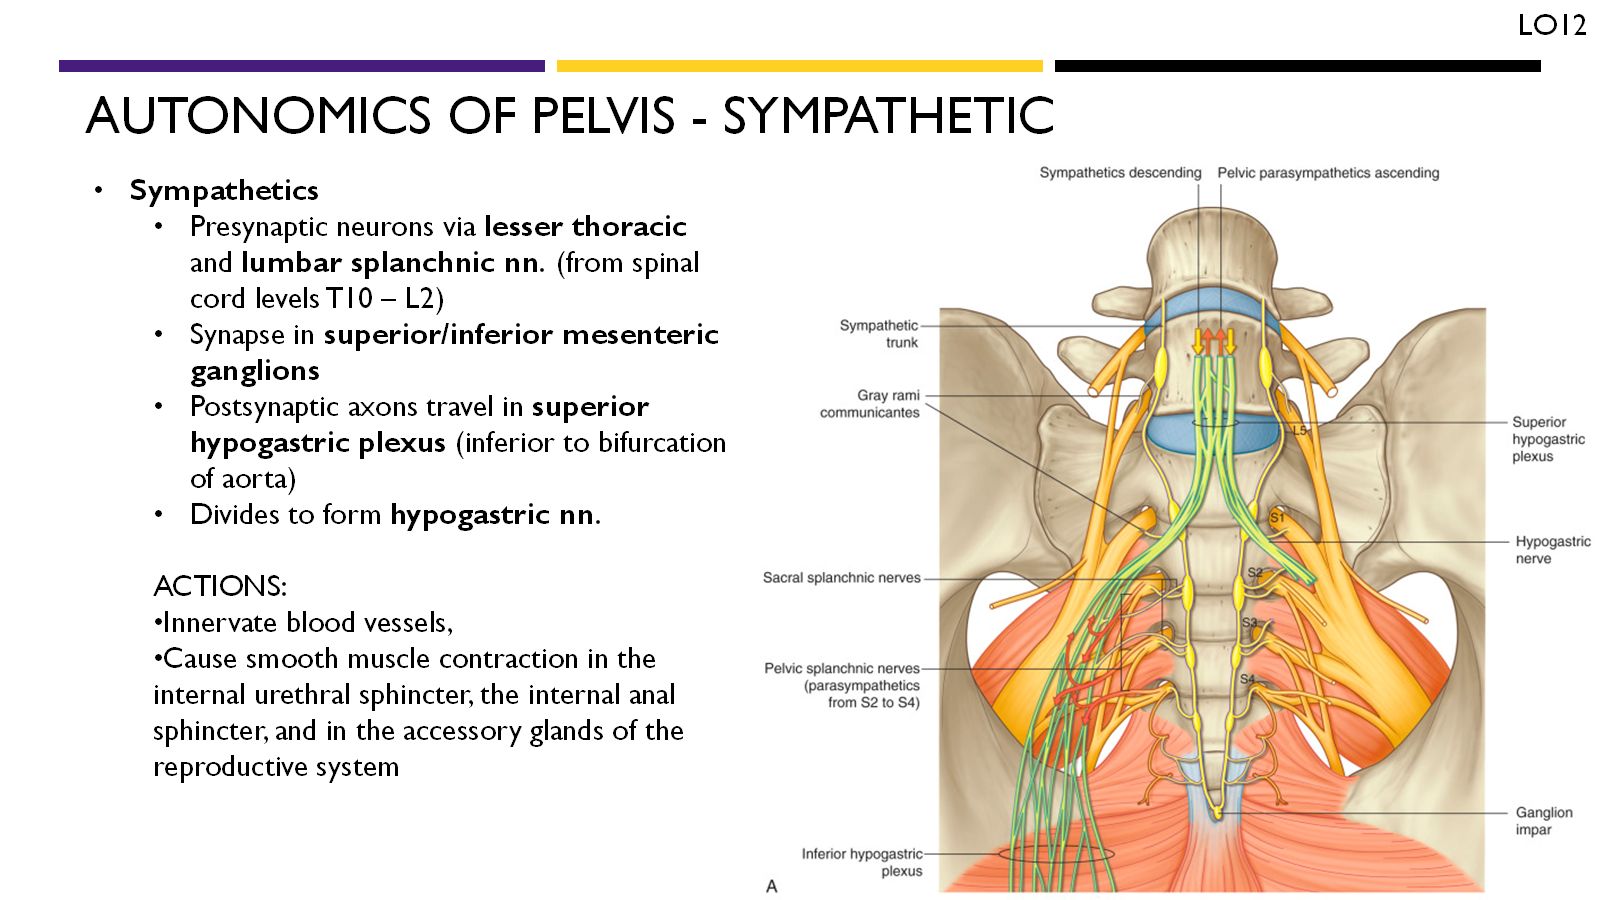 LO12
AUTONOMICS OF PELVIS - SYMPATHETIC
• Sympathetics
• Presynaptic neurons via lesser thoracic
and lumbar splanchnic nn. (from spinal
cord levels T10 – L2)
• Synapse in superior/inferior mesenteric
ganglions
• Postsynaptic axons travel in superior
hypogastric plexus (inferior to bifurcation
of aorta)
• Divides to form hypogastric nn.
ACTIONS:
•Innervate blood vessels,
•Cause smooth muscle contraction in the
internal urethral sphincter, the internal anal
sphincter, and in the accessory glands of the
reproductive system
Sympathetics descending
Pelvic parasympathetics ascending
Sympathetic
trunk
Gray rami
communicantes
Sacral splanchnic nerves
Pelvic splanchnic nerves
(parasympathetics
from S2 to S4)
Inferior hypogastric
plexus
A
L5
S1
S2
S3
S4
Superior
hypogastric
plexus
Hypogastric
nerve
Ganglion
impar